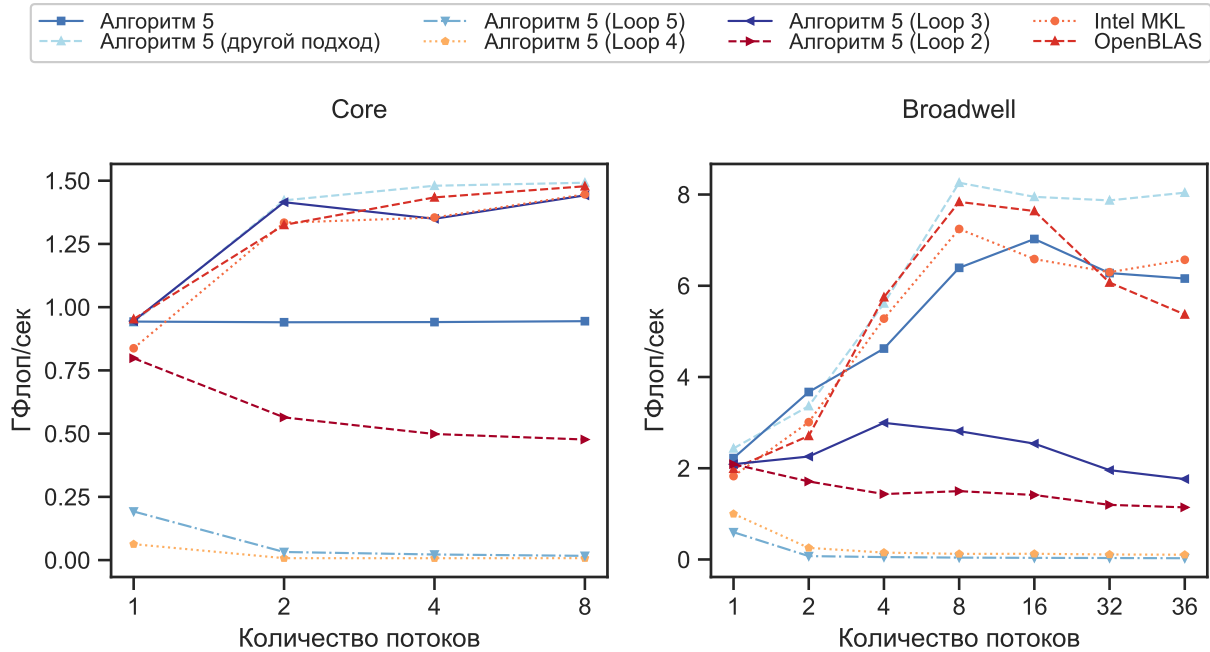 Алгоритм 5
Алгоритм 5 (другой подход)
Алгоритм 5 (Loop 5)
Алгоритм 5 (Loop 4)
Алгоритм 5 (Loop 3)
Алгоритм 5 (Loop 2)
Intel MKL
OpenBLAS
Core
ГФлоп/сек
1.50
1.25
1.00
0.75
0.50
0.25
0.00
1 2 4 8
Количество потоков
Broadwell
ГФлоп/сек
8
6
4
2
0
1 2 4 8 16 32 36
Количество потоков